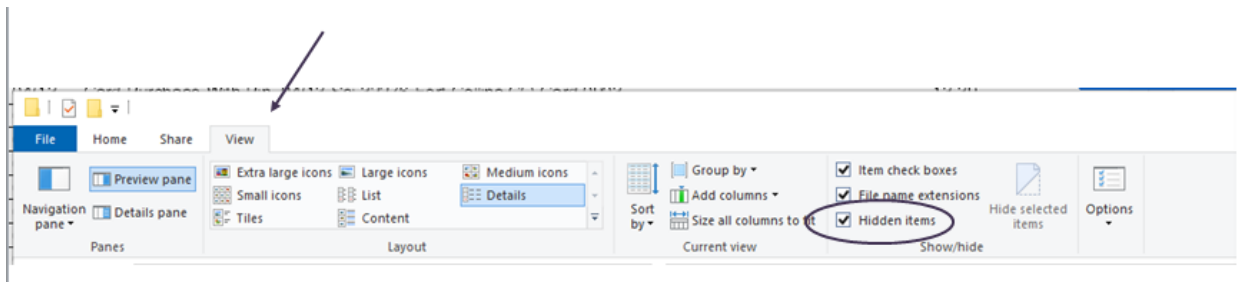 File Home Share View
Preview pane
Navigation pane
Details pane
Panes
Extra large icons Large icons Medium icons
Small icons List Details
Tiles Content
Layout
Sort by
Group by
Add columns
Size all columns to fit
Current view
Item check boxes
File name extensions
Hidden items
Hide selected items
Show/hide
Options